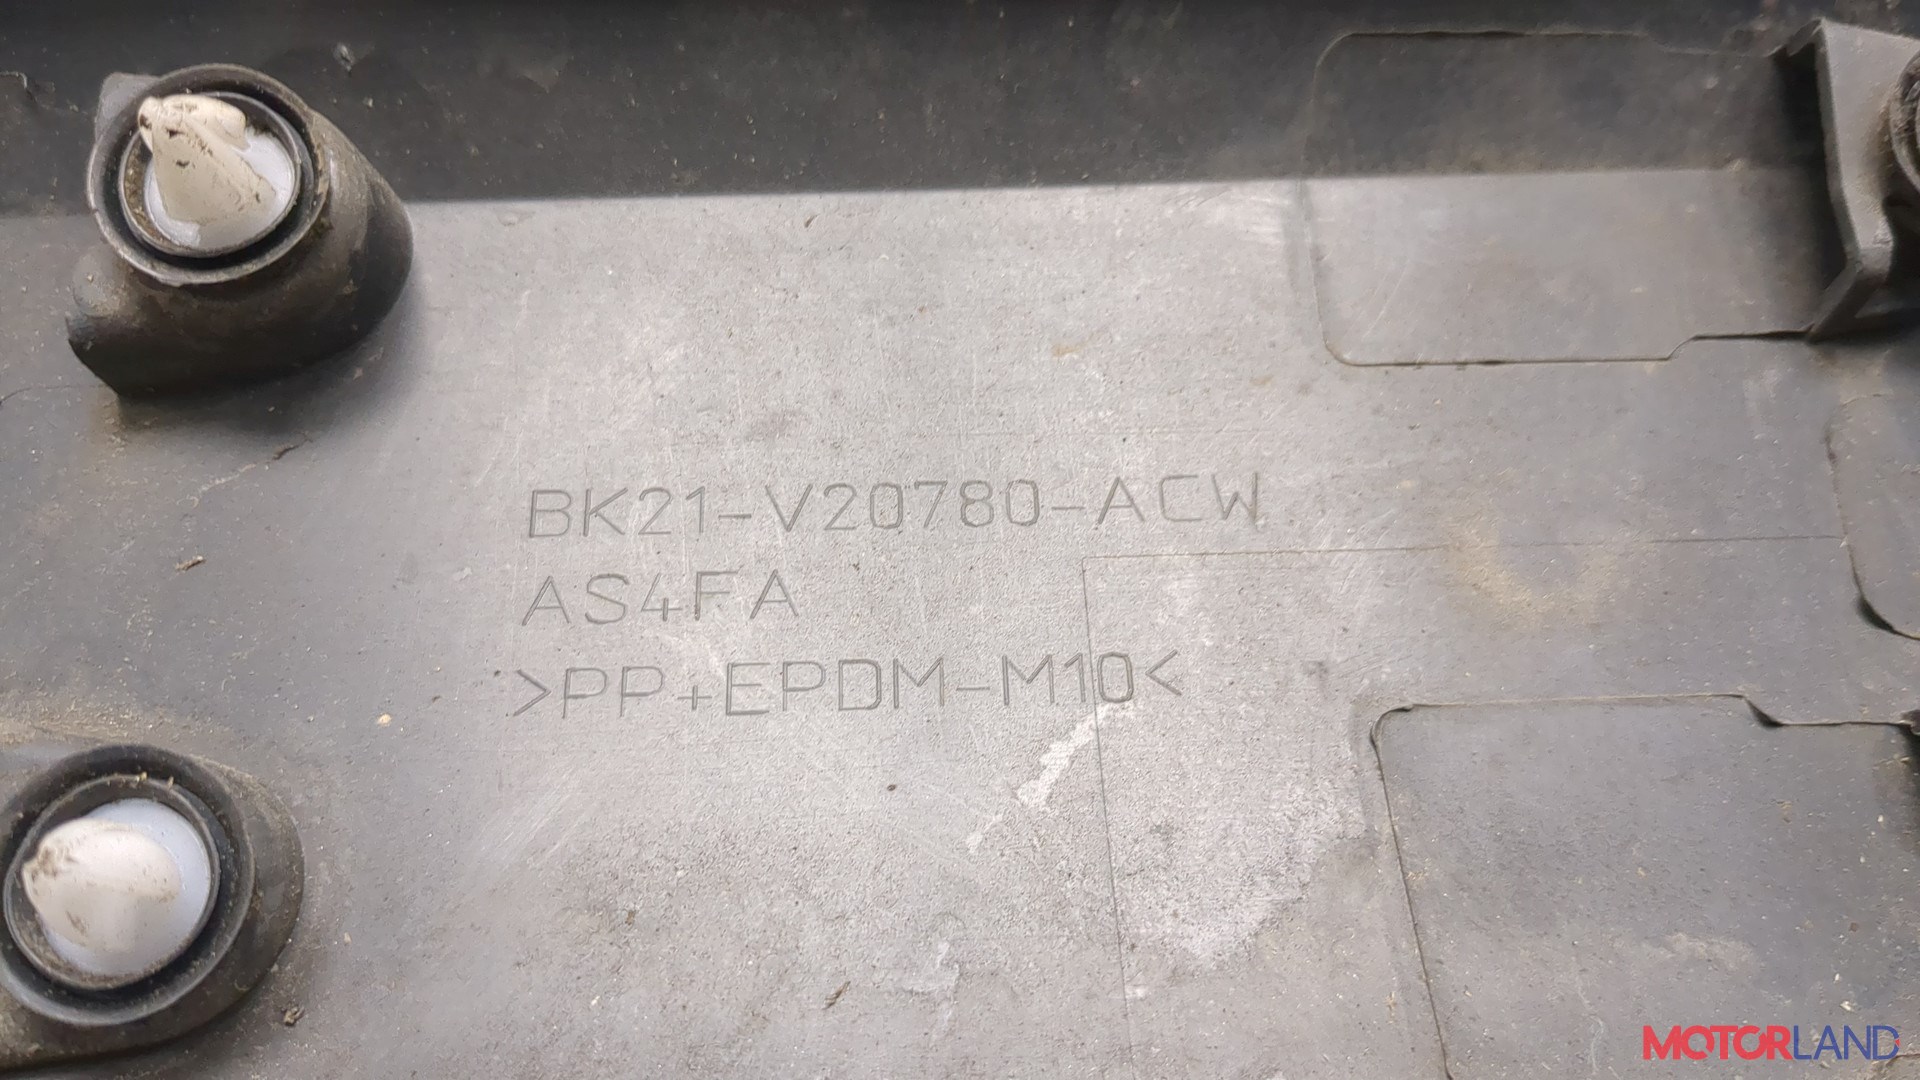 BK21-V20780-ACW
AS4FA
>PP+EPDM-M10<
MOTORLAND